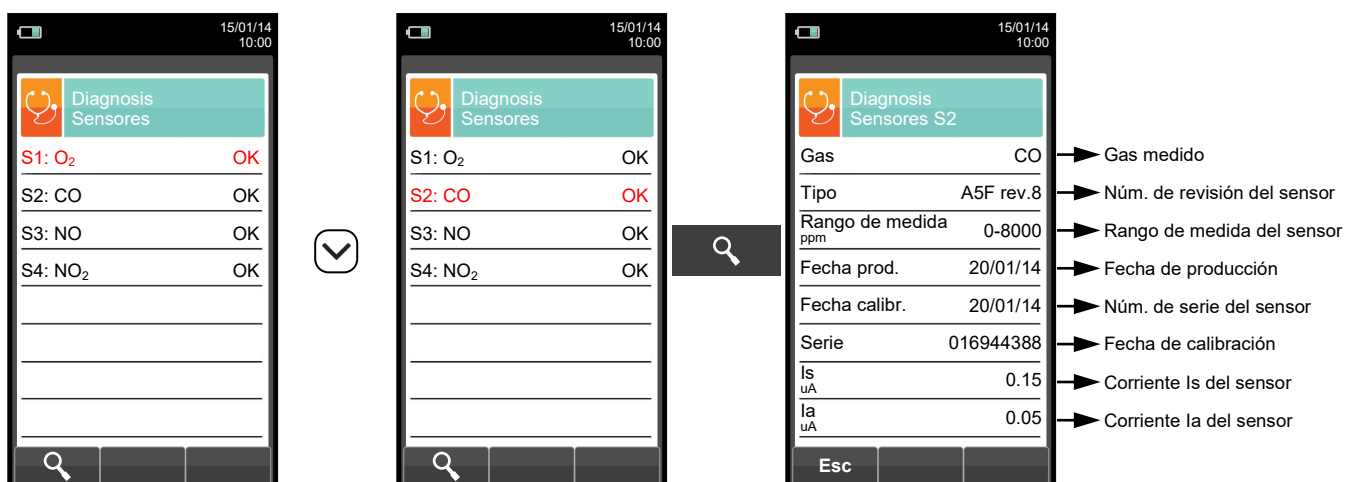 15/01/14
10:00
Diagnosis
Sensores
S1: O₂ OK
S2: CO OK
S3: NO OK
S4: NO₂ OK
15/01/14
10:00
Diagnosis
Sensores
S1: O₂ OK
S2: CO OK
S3: NO OK
S4: NO₂ OK
15/01/14
10:00
Diagnosis
Sensores S2
Gas CO Gas medido
Tipo A5F rev.8 Núm. de revisión del sensor
Rango de medida 0-8000 Rango de medida del sensor
ppm
Fecha prod. 20/01/14 Fecha de producción
Fecha calibr. 20/01/14 Núm. de serie del sensor
Serie 016944388 Fecha de calibración
Is 0.15 Corriente Is del sensor
uA
Ia 0.05 Corriente Ia del sensor
uA
Esc